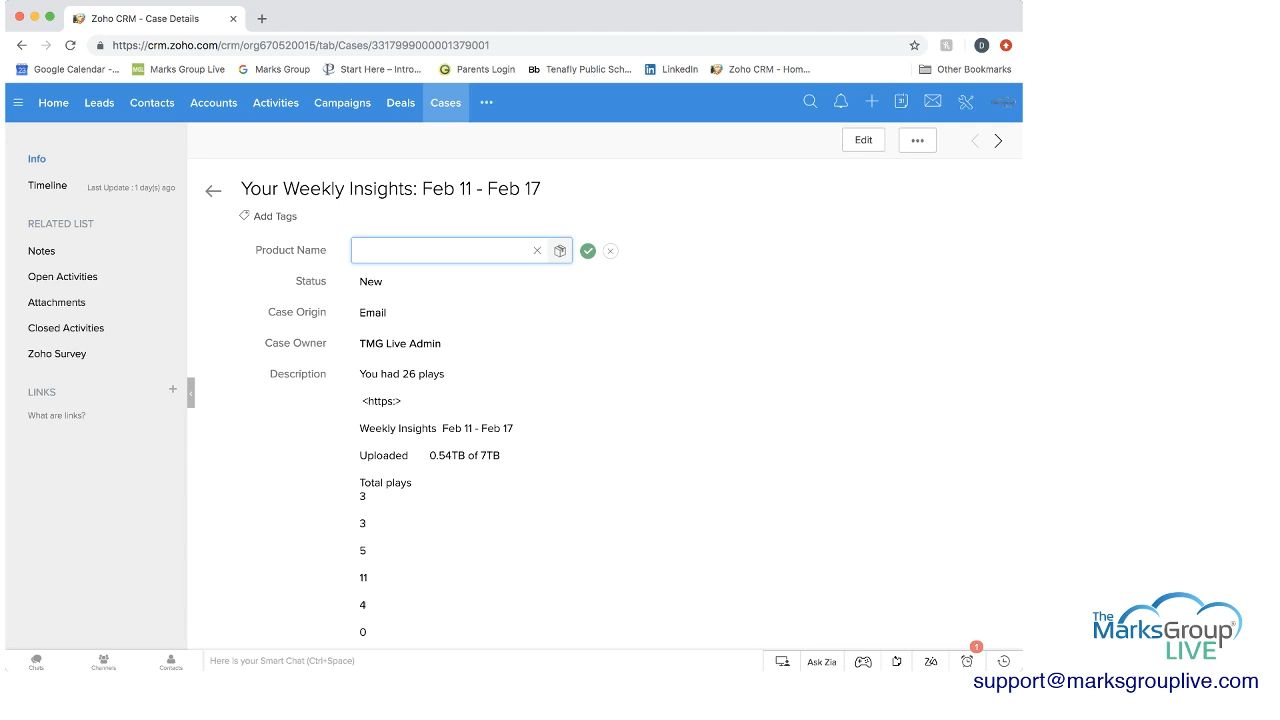 Zoho CRM - Case Details
https://crm.zoho.com/crm/org670520015/tab/Cases/3317999000001379001
D
23 Google Calendar -...
MGL Marks Group Live
G Marks Group
Start Here – Intro...
G Parents Login
Bb Tenafly Public Sch...
in LinkedIn
Zoho CRM - Hom...
Other Bookmarks
Home Leads Contacts Accounts Activities Campaigns Deals Cases
31
Edit
Info
Timeline Last Update : 1 day(s) ago
RELATED LIST
Notes
Open Activities
Attachments
Closed Activities
Zoho Survey
LINKS
What are links?
Your Weekly Insights: Feb 11 - Feb 17
Add Tags
Product Name
Status New
Case Origin Email
Case Owner TMG Live Admin
Description You had 26 plays
<https:>
Weekly Insights Feb 11 - Feb 17
Uploaded 0.54TB of 7TB
Total plays
3
3
5
11
4
0
Chats Channels Contacts
Here is your Smart Chat (Ctrl+Space)
Ask Zia
1
The
MarksGroup®
LIVE
support@marksgrouplive.com